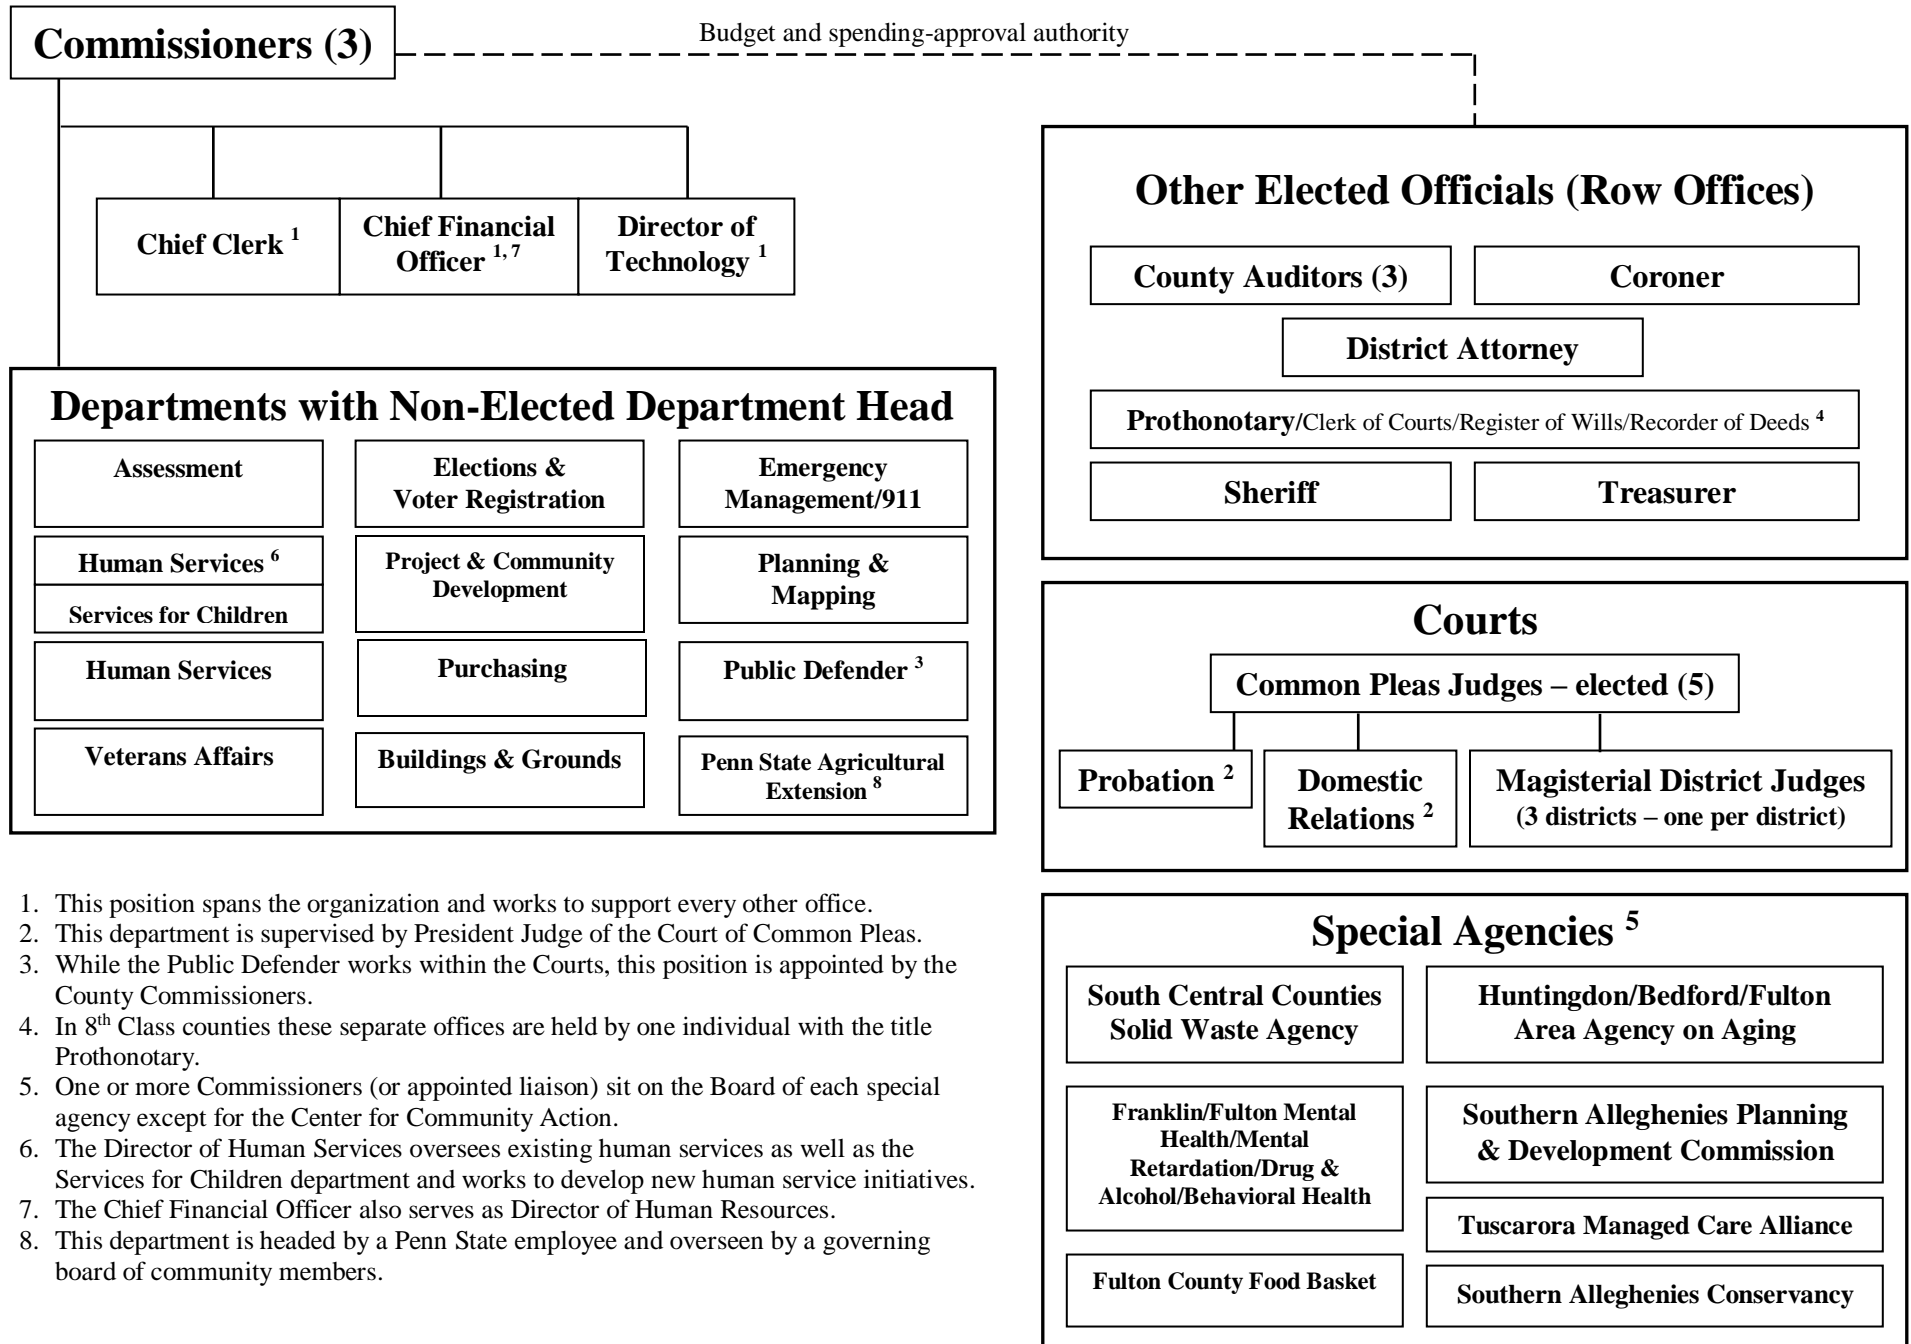 Commissioners (3)
Budget and spending-approval authority
Chief Clerk 1
Chief Financial
Officer 1, 7
Director of
Technology 1
Departments with Non-Elected Department Head
Assessment
Elections &
Voter Registration
Emergency
Management/911
Human Services 6
Services for Children
Project & Community
Development
Planning &
Mapping
Human Services
Purchasing
Public Defender 3
Veterans Affairs
Buildings & Grounds
Penn State Agricultural
Extension 8
1. This position spans the organization and works to support every other office.
2. This department is supervised by President Judge of the Court of Common Pleas.
3. While the Public Defender works within the Courts, this position is appointed by the
County Commissioners.
4. In 8th Class counties these separate offices are held by one individual with the title
Prothonotary.
5. One or more Commissioners (or appointed liaison) sit on the Board of each special
agency except for the Center for Community Action.
6. The Director of Human Services oversees existing human services as well as the
Services for Children department and works to develop new human service initiatives.
7. The Chief Financial Officer also serves as Director of Human Resources.
8. This department is headed by a Penn State employee and overseen by a governing
board of community members.
Other Elected Officials (Row Offices)
County Auditors (3)
Coroner
District Attorney
Prothonotary/Clerk of Courts/Register of Wills/Recorder of Deeds 4
Sheriff
Treasurer
Courts
Common Pleas Judges – elected (5)
Probation 2
Domestic
Relations 2
Magisterial District Judges
(3 districts – one per district)
Special Agencies 5
South Central Counties
Solid Waste Agency
Huntingdon/Bedford/Fulton
Area Agency on Aging
Franklin/Fulton Mental
Health/Mental
Retardation/Drug &
Alcohol/Behavioral Health
Southern Alleghenies Planning
& Development Commission
Tuscarora Managed Care Alliance
Fulton County Food Basket
Southern Alleghenies Conservancy